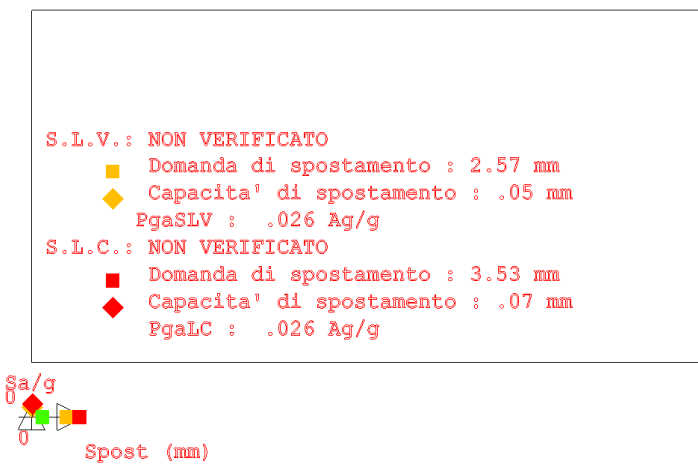 S.L.V.: NON VERIFICATO
Domanda di spostamento : 2.57 mm
Capacita' di spostamento : .05 mm
PgaSLV : .026 Ag/g
S.L.C.: NON VERIFICATO
Domanda di spostamento : 3.53 mm
Capacita' di spostamento : .07 mm
PgaLC : .026 Ag/g
Sa/g
0
0
Spost (mm)